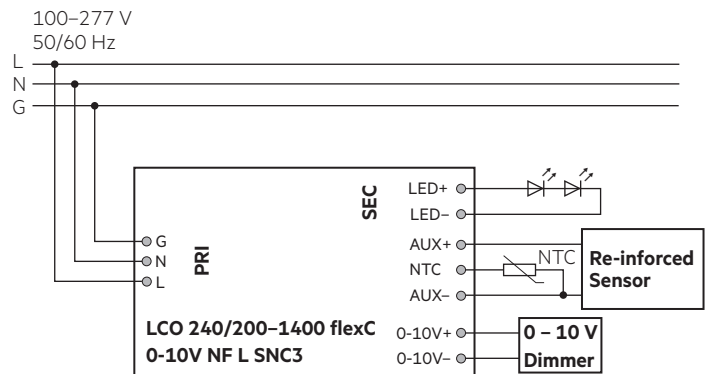 100–277 V
50/60 Hz
L
N
G
SEC
PRI
G
N
L
LED+
LED–
AUX+
NTC
AUX–
0-10V+
0-10V–
NTC
Re-inforced
Sensor
0 – 10 V
Dimmer
LCO 240/200–1400 flexC
0-10V NF L SNC3